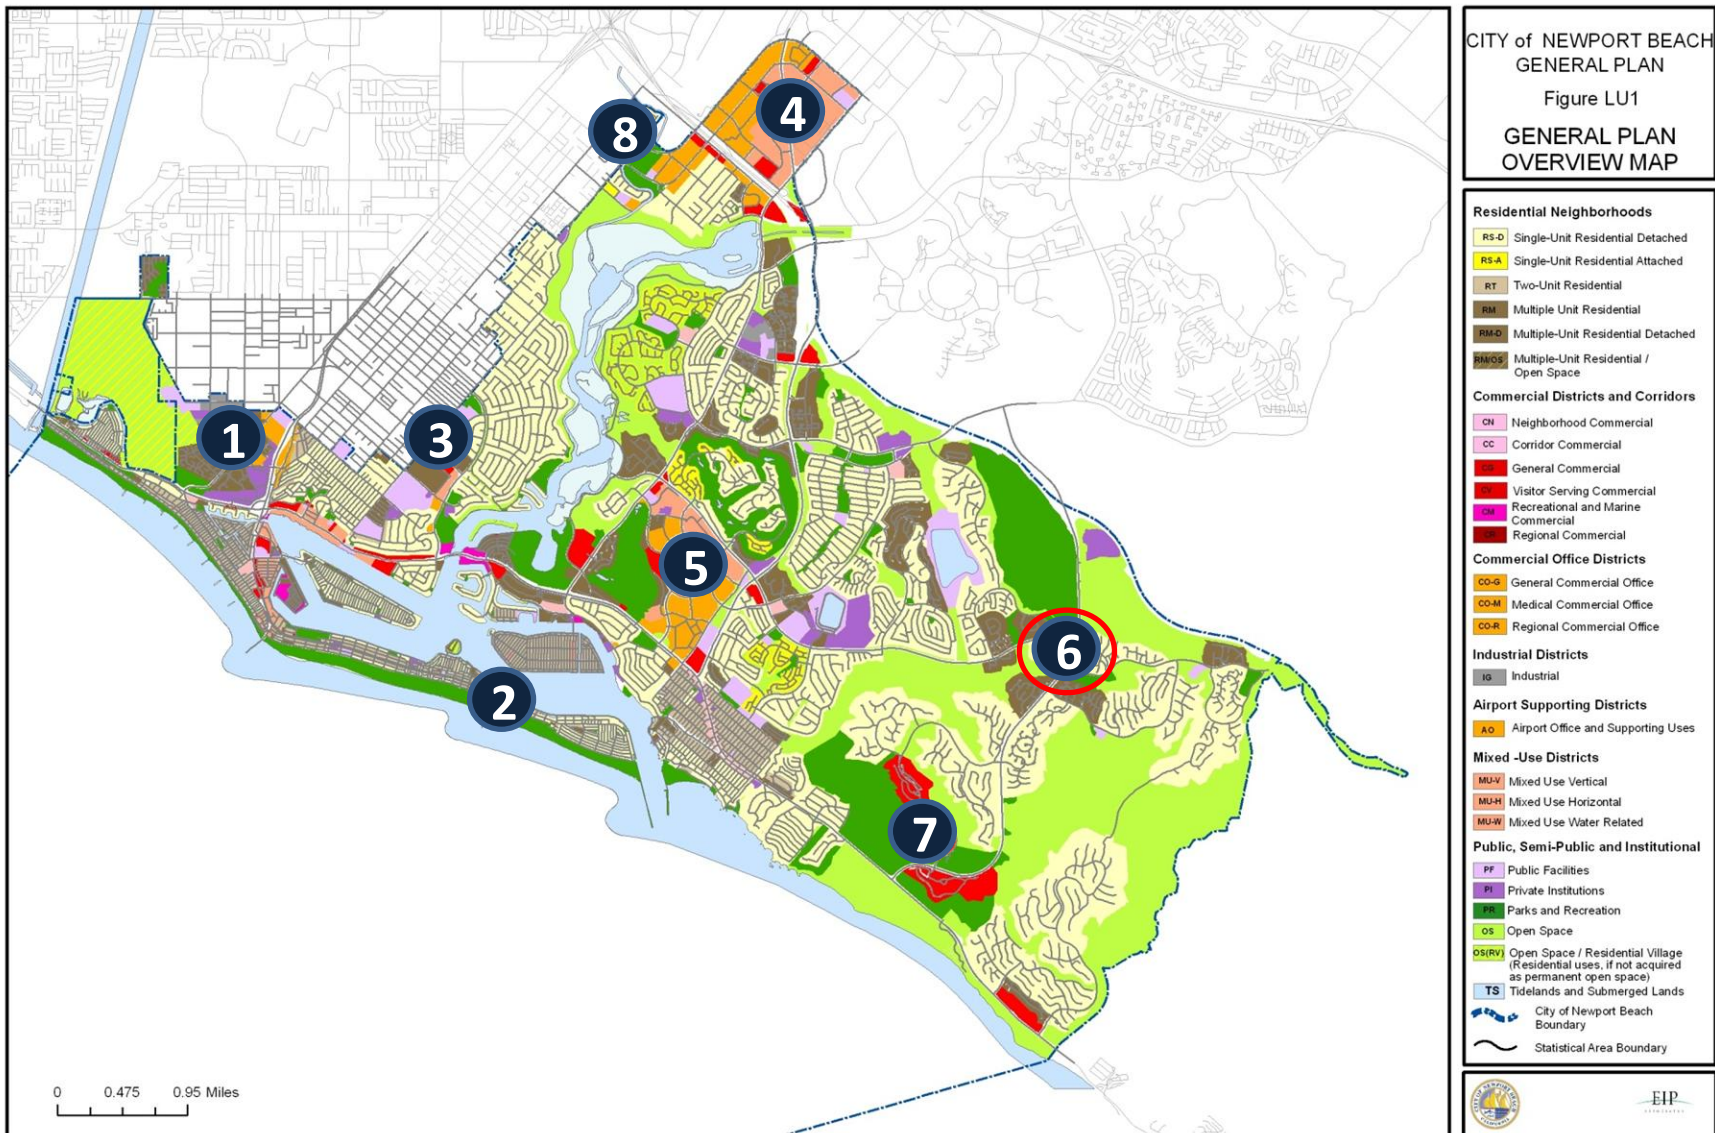 CITY of NEWPORT BEACH
GENERAL PLAN
Figure LU1
GENERAL PLAN
OVERVIEW MAP
Residential Neighborhoods
RS-D Single-Unit Residential Detached
RS-A Single-Unit Residential Attached
RT Two-Unit Residential
RM Multiple Unit Residential
RM-D Multiple-Unit Residential Detached
RM/OS Multiple-Unit Residential /
Open Space
Commercial Districts and Corridors
CN Neighborhood Commercial
CC Corridor Commercial
CG General Commercial
CV Visitor Serving Commercial
CM Recreational and Marine
Commercial
CR Regional Commercial
Commercial Office Districts
CO-G General Commercial Office
CO-M Medical Commercial Office
CO-R Regional Commercial Office
Industrial Districts
IG Industrial
Airport Supporting Districts
AO Airport Office and Supporting Uses
Mixed -Use Districts
MU-V Mixed Use Vertical
MU-H Mixed Use Horizontal
MU-W Mixed Use Water Related
Public, Semi-Public and Institutional
PF Public Facilities
PI Private Institutions
PR Parks and Recreation
OS Open Space
OS(RV) Open Space / Residential Village
(Residential uses, if not acquired
as permanent open space)
TS Tidelands and Submerged Lands
City of Newport Beach
Boundary
Statistical Area Boundary
EIP
4
8
1
3
5
6
2
7
0 0.475 0.95 Miles